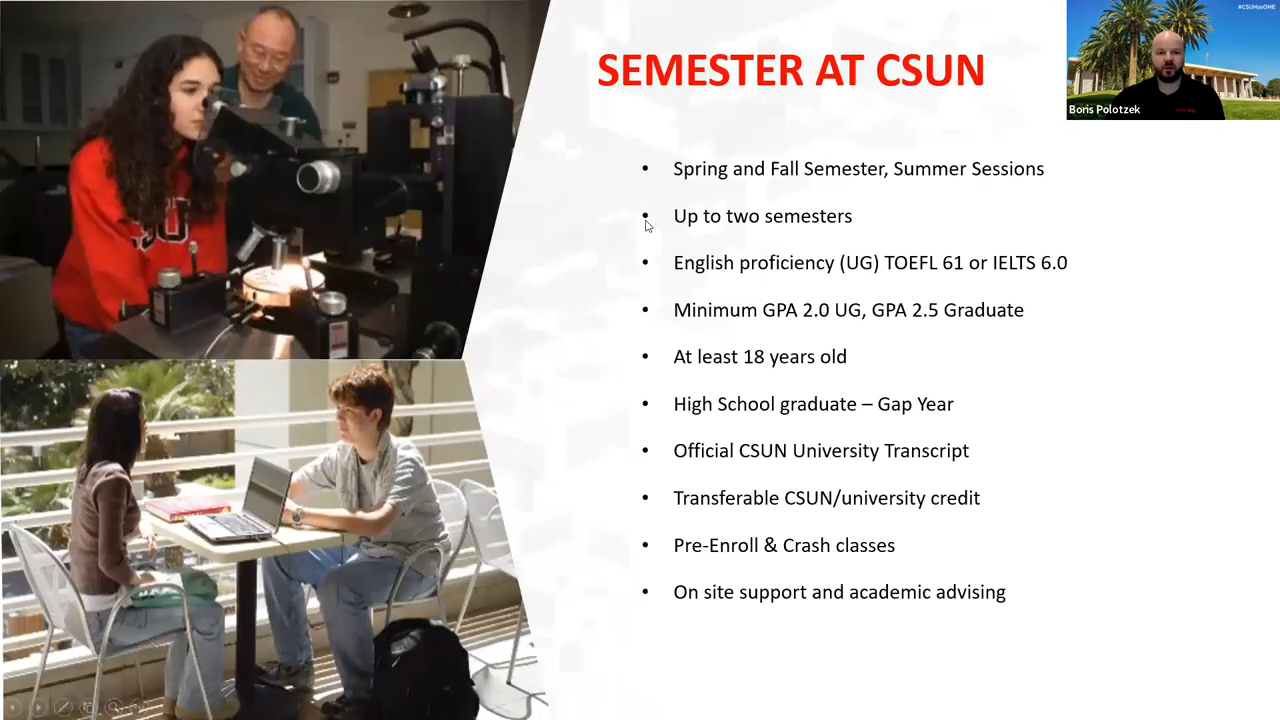 SEMESTER AT CSUN
#CSUNasONE
Boris Polotzek
• Spring and Fall Semester, Summer Sessions
• Up to two semesters
• English proficiency (UG) TOEFL 61 or IELTS 6.0
• Minimum GPA 2.0 UG, GPA 2.5 Graduate
• At least 18 years old
• High School graduate – Gap Year
• Official CSUN University Transcript
• Transferable CSUN/university credit
• Pre-Enroll & Crash classes
• On site support and academic advising